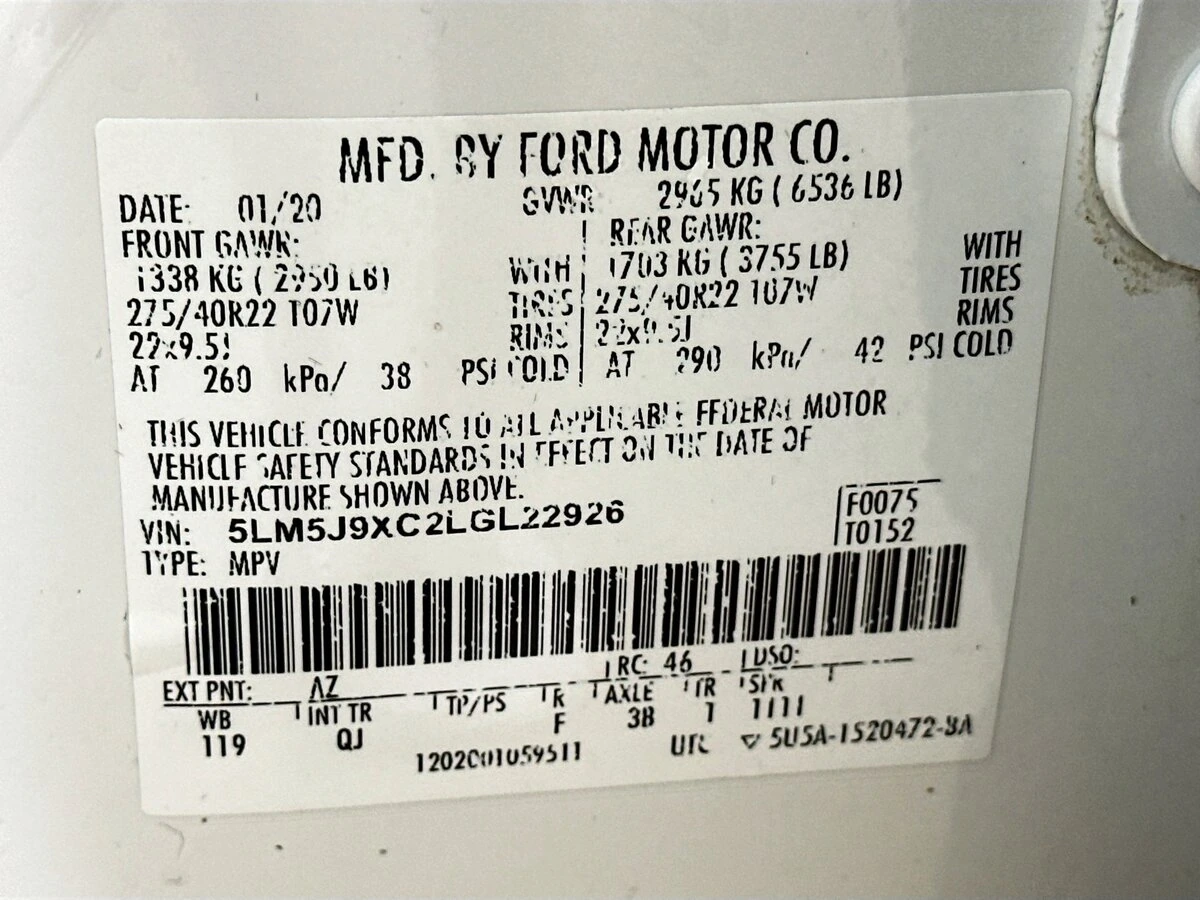 MFD. BY FORD MOTOR CO.
DATE: 01/20 GVWR 2965 KG ( 6536 LB)
FRONT GAWR: REAR GAWR:
1338 KG ( 2950 LB) WITH 1703 KG ( 3755 LB) WITH
275/40R22 107W TIRES 275/40R22 107W TIRES
22x9.5J RIMS 22x9.5J RIMS
AT 260 kPa/ 38 PSI COLD AT 290 kPa/ 42 PSI COLD
THIS VEHICLE CONFORMS TO ALL APPLICABLE FEDERAL MOTOR
VEHICLE SAFETY STANDARDS IN EFFECT ON THE DATE OF
MANUFACTURE SHOWN ABOVE.
VIN: 5LM5J9XC2LGL22926 F0075
TYPE: MPV T0152
EXT PNT: AZ RC: 46 DSO:
WB INT TR TP/PS R AXLE TR SPR
119 QJ F 3B 1 1111
1202001059511 UTC ▽ 5U5A-1520472-BA